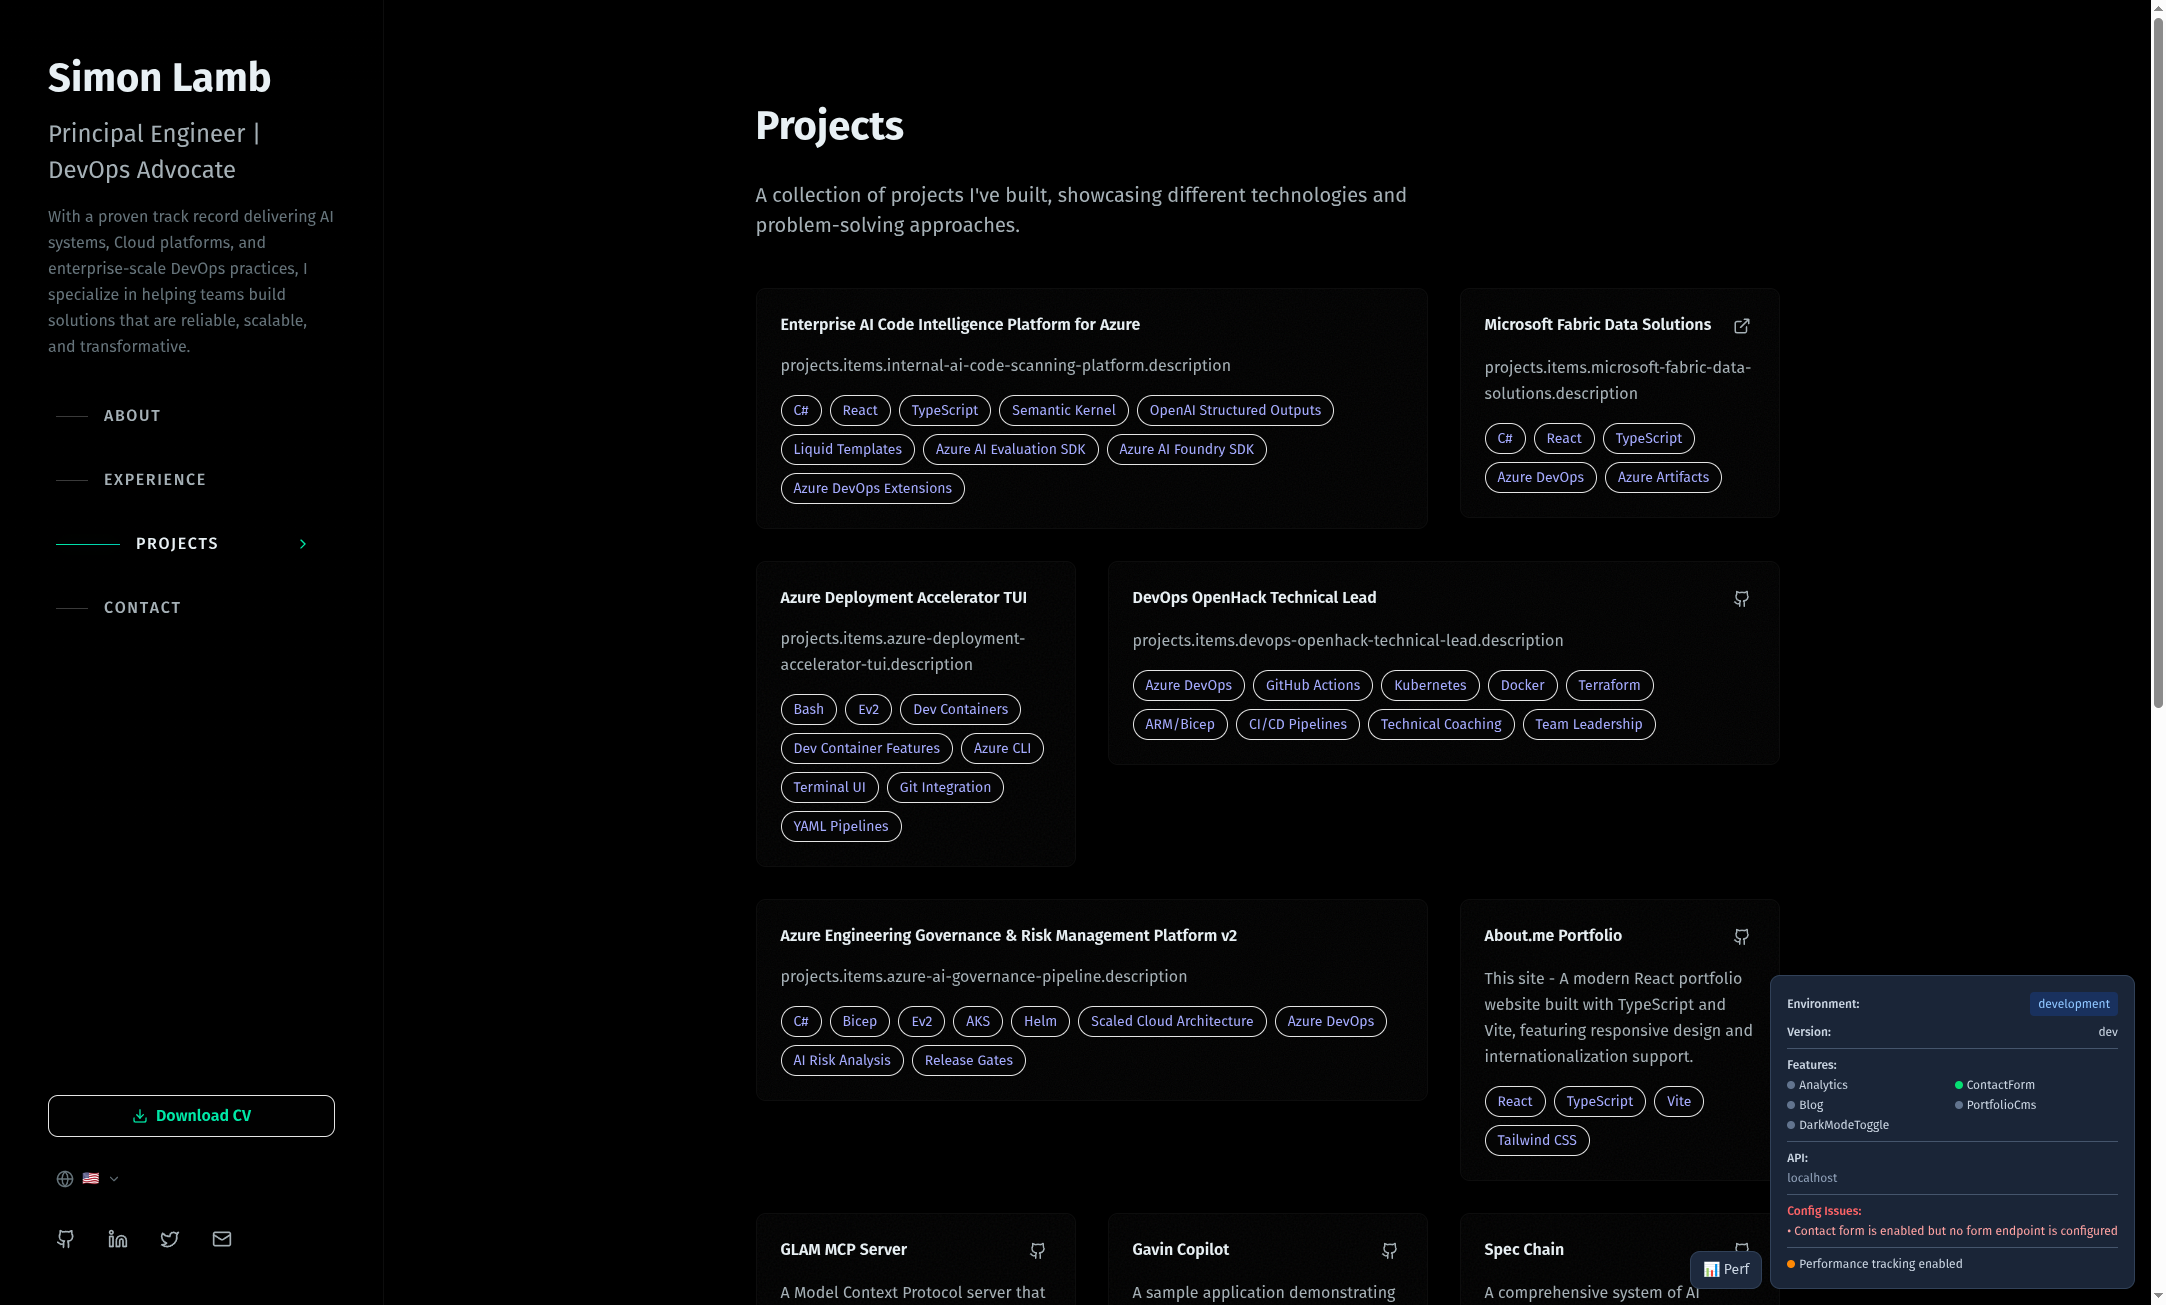 Simon Lamb
Principal Engineer |
DevOps Advocate
With a proven track record delivering AI
systems, Cloud platforms, and
enterprise-scale DevOps practices, I
specialize in helping teams build
solutions that are reliable, scalable,
and transformative.
ABOUT
EXPERIENCE
PROJECTS
CONTACT
Download CV
Projects
A collection of projects I've built, showcasing different technologies and
problem-solving approaches.
Enterprise AI Code Intelligence Platform for Azure
projects.items.internal-ai-code-scanning-platform.description
C# React TypeScript Semantic Kernel OpenAI Structured Outputs
Liquid Templates Azure AI Evaluation SDK Azure AI Foundry SDK
Azure DevOps Extensions
Microsoft Fabric Data Solutions
projects.items.microsoft-fabric-data-
solutions.description
C# React TypeScript
Azure DevOps Azure Artifacts
Azure Deployment Accelerator TUI
projects.items.azure-deployment-
accelerator-tui.description
Bash Ev2 Dev Containers
Dev Container Features Azure CLI
Terminal UI Git Integration
YAML Pipelines
DevOps OpenHack Technical Lead
projects.items.devops-openhack-technical-lead.description
Azure DevOps GitHub Actions Kubernetes Docker Terraform
ARM/Bicep CI/CD Pipelines Technical Coaching Team Leadership
Azure Engineering Governance & Risk Management Platform v2
projects.items.azure-ai-governance-pipeline.description
C# Bicep Ev2 AKS Helm Scaled Cloud Architecture Azure DevOps
AI Risk Analysis Release Gates
About.me Portfolio
This site - A modern React portfolio
website built with TypeScript and
Vite, featuring responsive design and
internationalization support.
React TypeScript Vite
Tailwind CSS
GLAM MCP Server
A Model Context Protocol server that
Gavin Copilot
A sample application demonstrating
Spec Chain
A comprehensive system of AI
📊 Perf
Environment: development
Version: dev
Features:
Analytics ContactForm
Blog PortfolioCms
DarkModeToggle
API:
localhost
Config Issues:
• Contact form is enabled but no form endpoint is configured
Performance tracking enabled